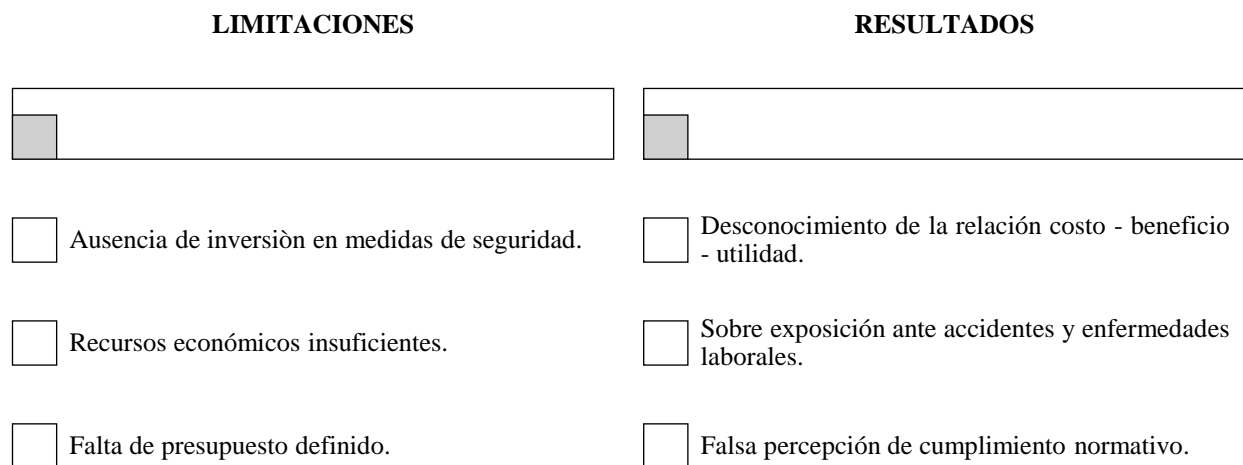 LIMITACIONES
RESULTADOS
Ausencia de inversiòn en medidas de seguridad.
Desconocimiento de la relación costo - beneficio
- utilidad.
Recursos económicos insuficientes.
Sobre exposición ante accidentes y enfermedades
laborales.
Falta de presupuesto definido.
Falsa percepción de cumplimiento normativo.